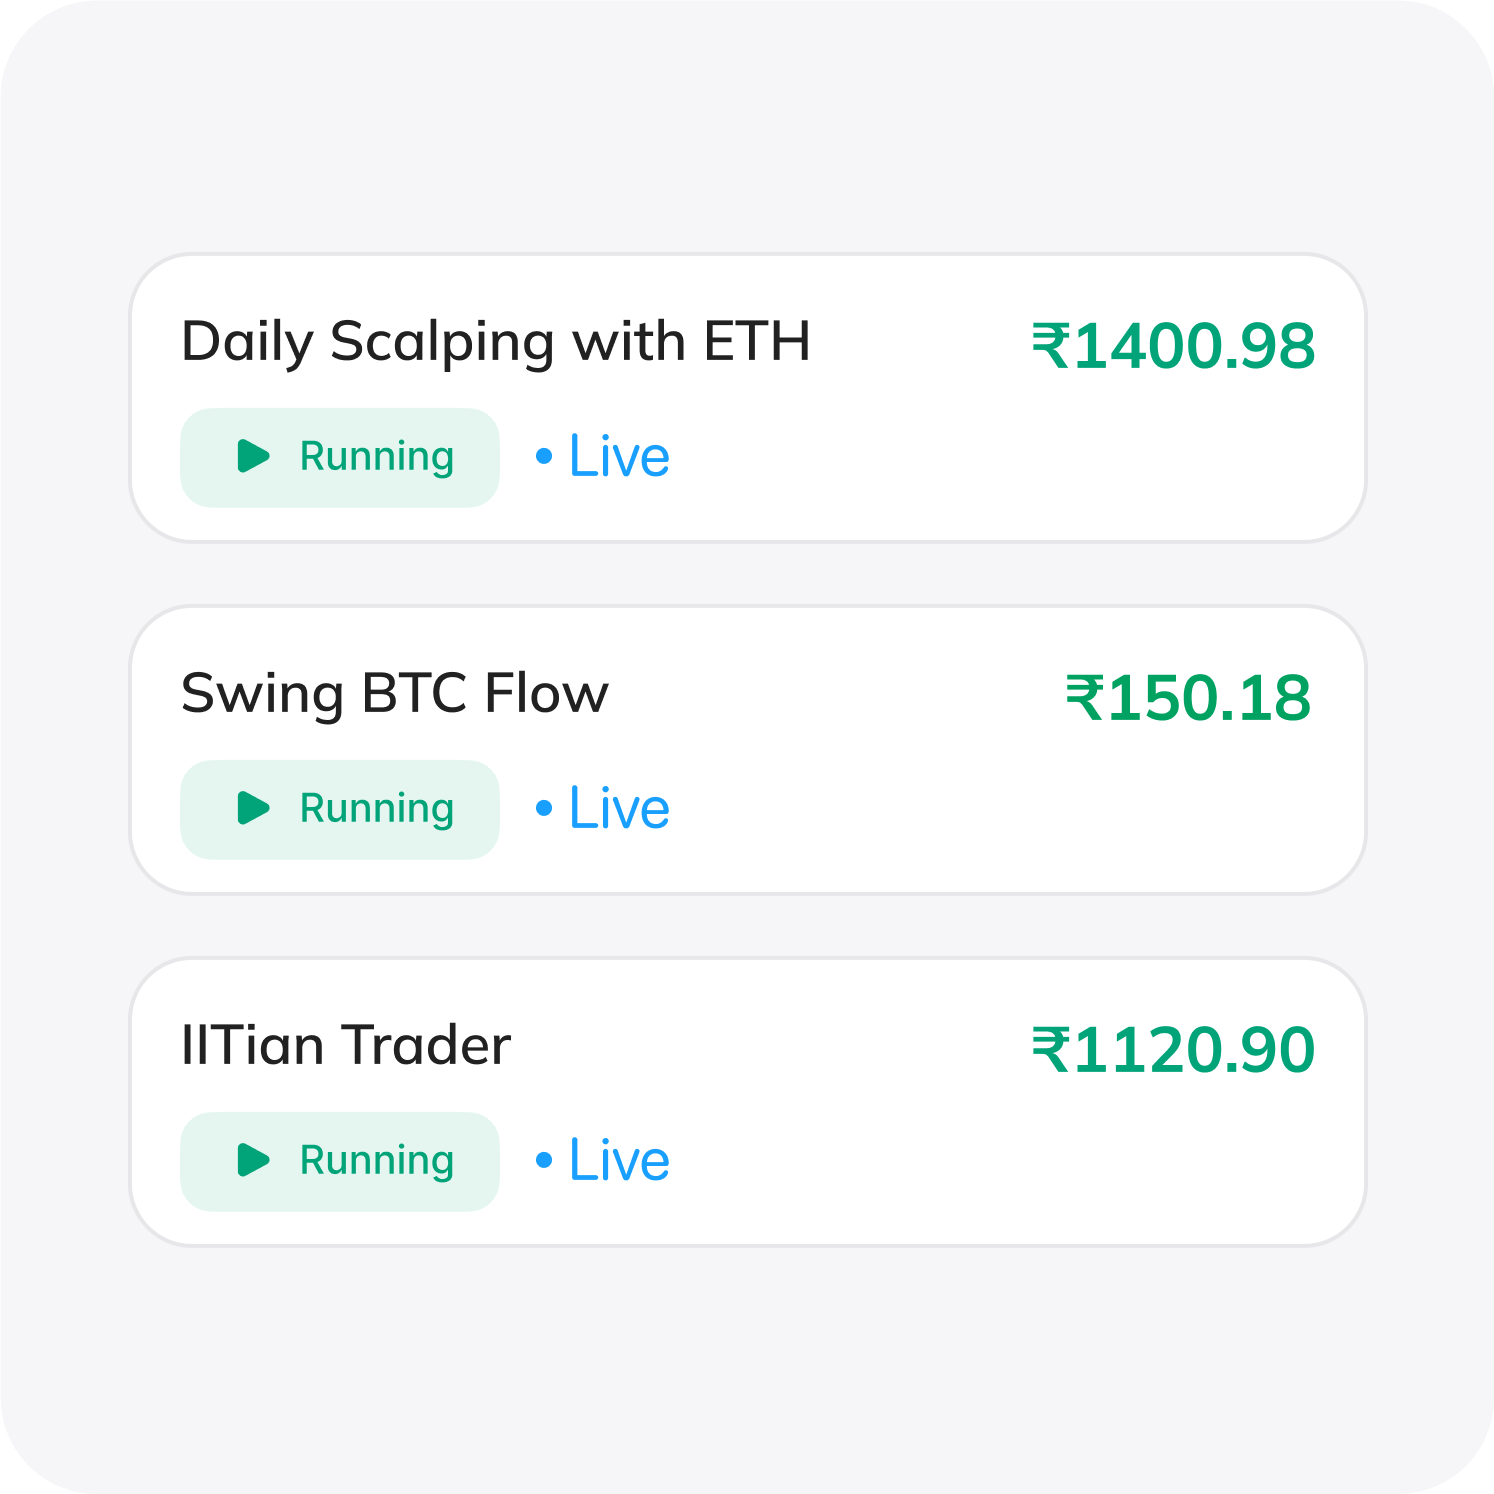 Daily Scalping with ETH
₹1400.98
Running
• Live
Swing BTC Flow
₹150.18
Running
• Live
IITian Trader
₹1120.90
Running
• Live